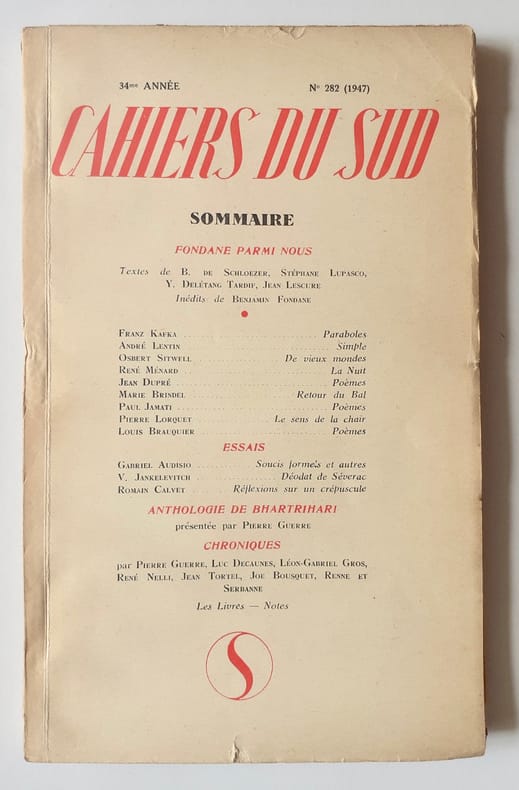 34me ANNÉE N° 282 (1947)
CAHIERS DU SUD
SOMMAIRE
FONDANE PARMI NOUS
Textes de B. DE SCHLOEZER, STÉPHANE LUPASCO,
Y. DELÉTANG TARDIF, JEAN LESCURE
Inédits de BENJAMIN FONDANE
FRANZ KAFKA .......... Paraboles
ANDRÉ LENTIN .......... Simple
OSBERT SITWELL .......... De vieux mondes
RENÉ MÉNARD .......... La Nuit
JEAN DUPRÉ .......... Poèmes
MARIE BRINDEL .......... Retour du Bal
PAUL JAMATI .......... Poèmes
PIERRE LORQUET .......... Le sens de la chair
LOUIS BRAUQUIER .......... Poèmes
ESSAIS
GABRIEL AUDISIO .......... Soucis formels et autres
V. JANKELEVITCH .......... Déodat de Séverac
ROMAIN CALVET .......... Réflexions sur un crépuscule
ANTHOLOGIE DE BHARTRIHARI
présentée par PIERRE GUERRE
CHRONIQUES
par PIERRE GUERRE, LUC DECAUNES, LÉON-GABRIEL GROS,
RENÉ NELLI, JEAN TORTEL, JOE BOUSQUET, RENNE ET
SERBANNE
Les Livres — Notes
S